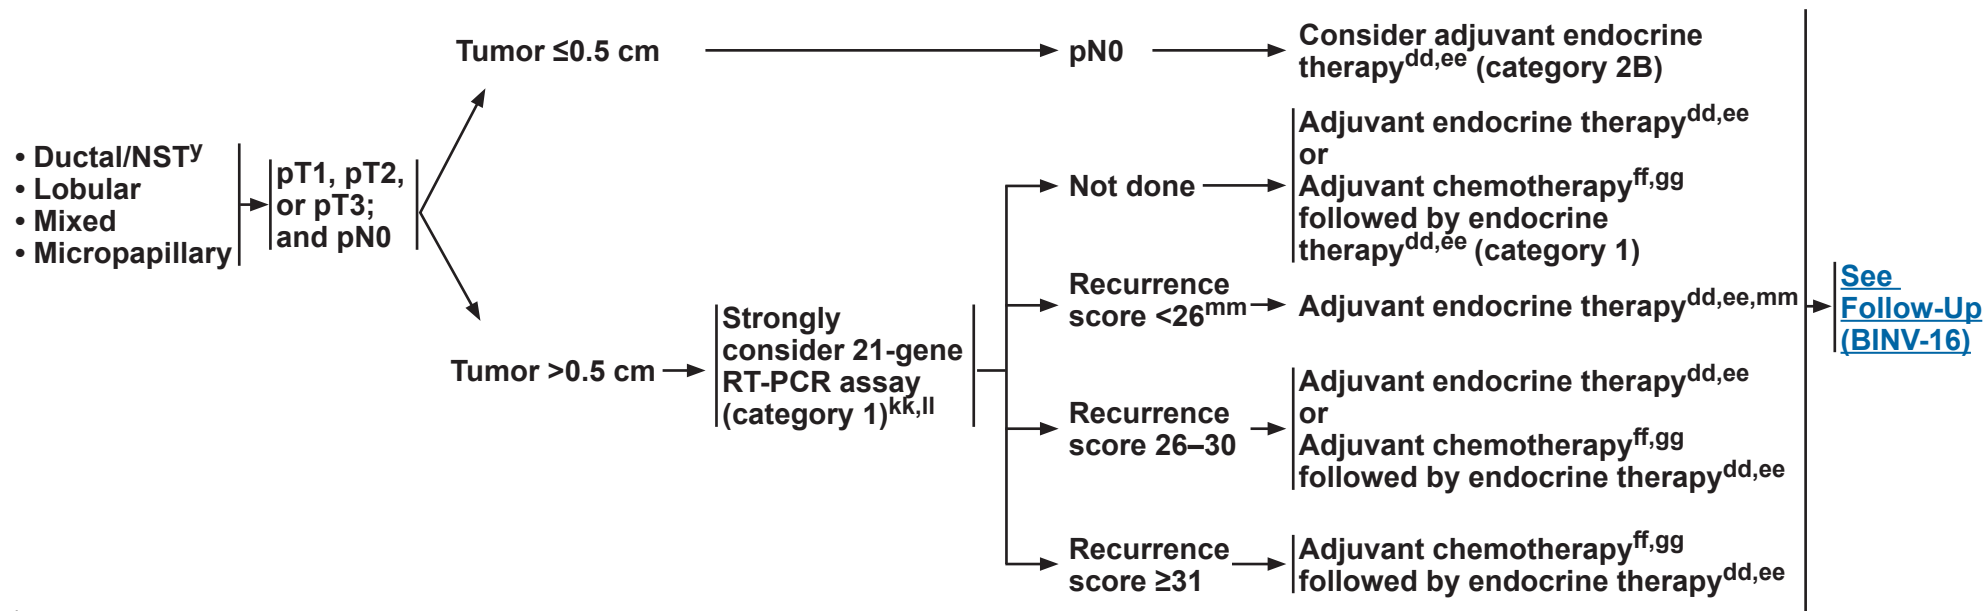 • Ductal/NSTy
• Lobular
• Mixed
• Micropapillary
pT1, pT2,
or pT3;
and pN0
Tumor ≤0.5 cm
pN0
Consider adjuvant endocrine
therapydd,ee (category 2B)
Tumor >0.5 cm
Strongly
consider 21-gene
RT-PCR assay
(category 1)kk,ll
Not done
Adjuvant endocrine therapydd,ee
or
Adjuvant chemotherapyff,gg
followed by endocrine
therapydd,ee (category 1)
Recurrence
score <26mm
Adjuvant endocrine therapydd,ee,mm
Recurrence
score 26–30
Adjuvant endocrine therapydd,ee
or
Adjuvant chemotherapyff,gg
followed by endocrine therapydd,ee
Recurrence
score ≥31
Adjuvant chemotherapyff,gg
followed by endocrine therapydd,ee
See
Follow-Up
(BINV-16)